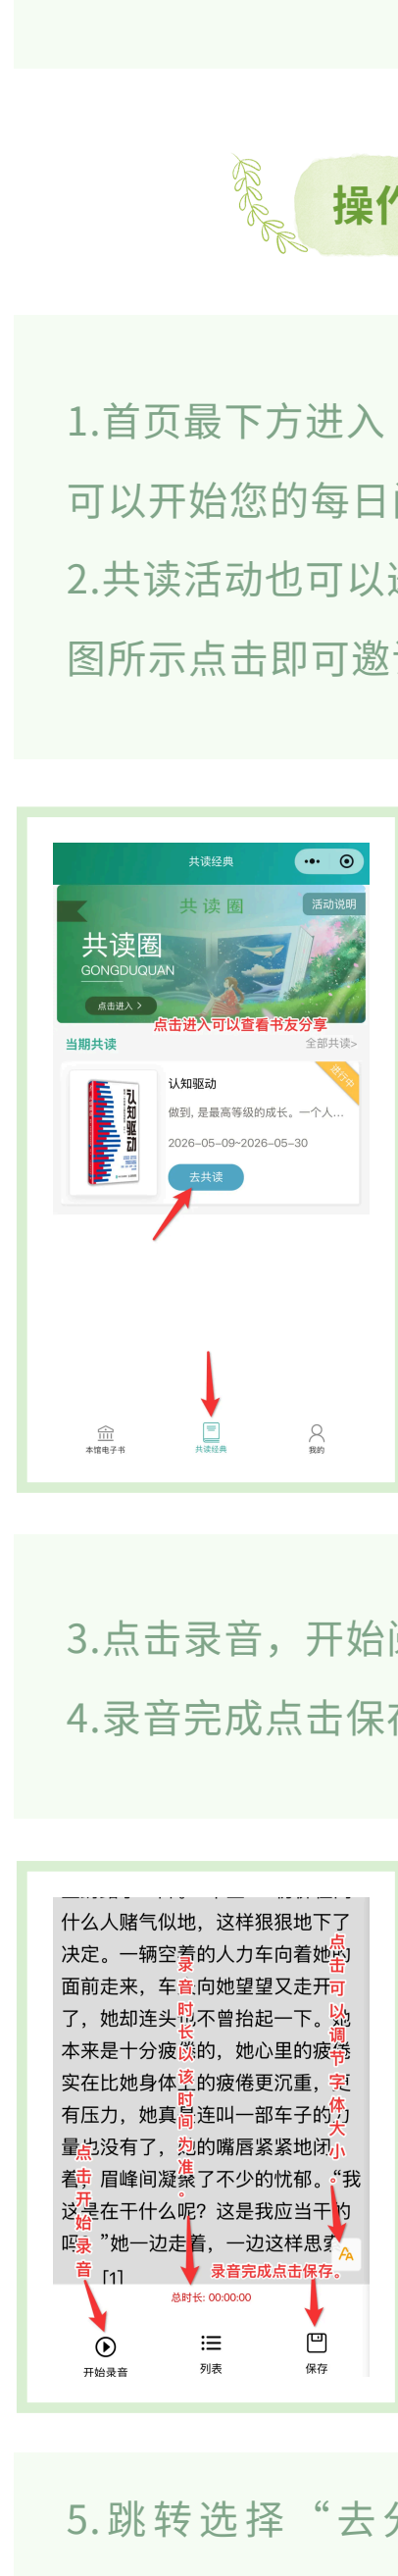 操
1.首页最下方进入
可以开始您的每日
2.共读活动也可以
图所示点击即可邀
共读经典
共读圈
活动说明
共读圈
GONGDUQUAN
点击进入 >
点击进入可以查看书友分享
当期共读
全部共读>
进行中
认知驱动
认知驱动
做到, 是最高等级的成长。一个人...
2026-05-09~2026-05-30
去共读
本馆电子书
共读经典
我的
3.点击录音，开始
4.录音完成点击保
什么人赌气似地，这样狠狠地下了
决定。一辆空着的人力车向着她的
面前走来，车夫向她望望又走开
了，她却连头也不曾抬起一下。她
本来是十分疲倦的，她心里的疲倦
实在比她身体上的疲倦更沉重，
有压力，她真是连叫一部车子的力
量也没有了，她的嘴唇紧紧地闭
着，眉峰间凝聚了不少的忧郁。“我
这是在干什么呢？这是我应当干的
吗？”她一边走着，一边这样思索
[1]
点击开始录音
录音时长以该时间为准。
点击可以调节字体大小。
录音完成点击保存。
总时长: 00:00:00
开始录音
列表
保存
5.跳转选择“去